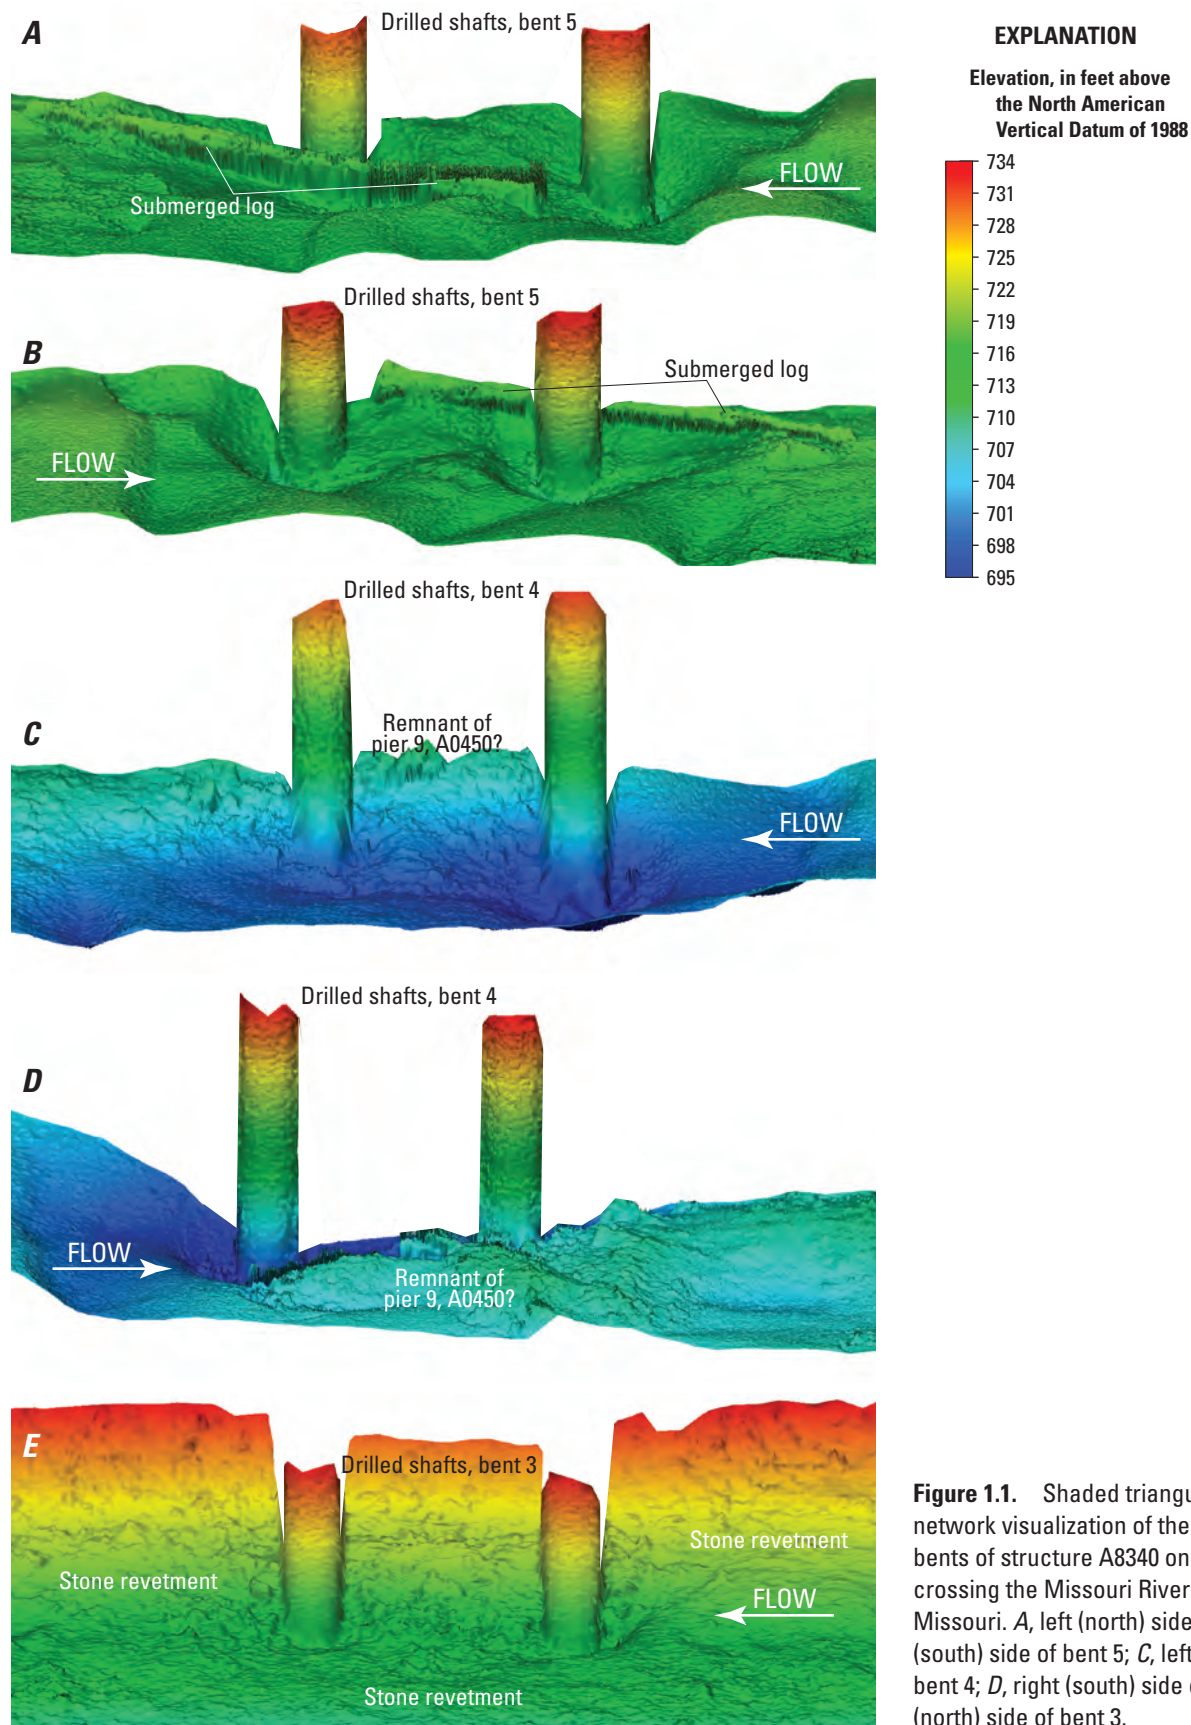 A
Drilled shafts, bent 5
Submerged log
FLOW
B
Drilled shafts, bent 5
Submerged log
FLOW
C
Drilled shafts, bent 4
Remnant of
pier 9, A0450?
FLOW
D
Drilled shafts, bent 4
FLOW
Remnant of
pier 9, A0450?
E
Drilled shafts, bent 3
Stone revetment
Stone revetment
FLOW
Stone revetment
EXPLANATION
Elevation, in feet above
the North American
Vertical Datum of 1988
734
731
728
725
722
719
716
713
710
707
704
701
698
695
Figure 1.1. Shaded triangu
network visualization of the
bents of structure A8340 on
crossing the Missouri River
Missouri. A, left (north) side
(south) side of bent 5; C, left
bent 4; D, right (south) side
(north) side of bent 3.